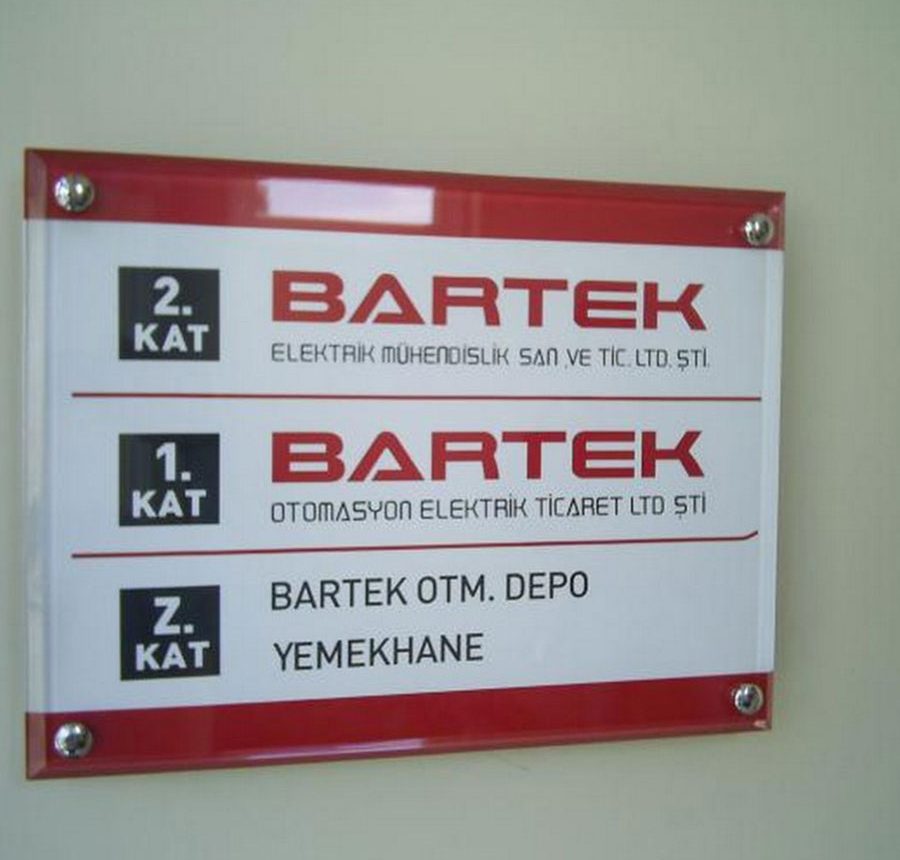 2.
KAT
BARTEK
ELEKTRİK MÜHENDİSLİK SAN .VE TİC. LTD. ŞTİ.
1.
KAT
BARTEK
OTOMASYON ELEKTRİK TİCARET LTD ŞTİ
Z.
KAT
BARTEK OTM. DEPO
YEMEKHANE